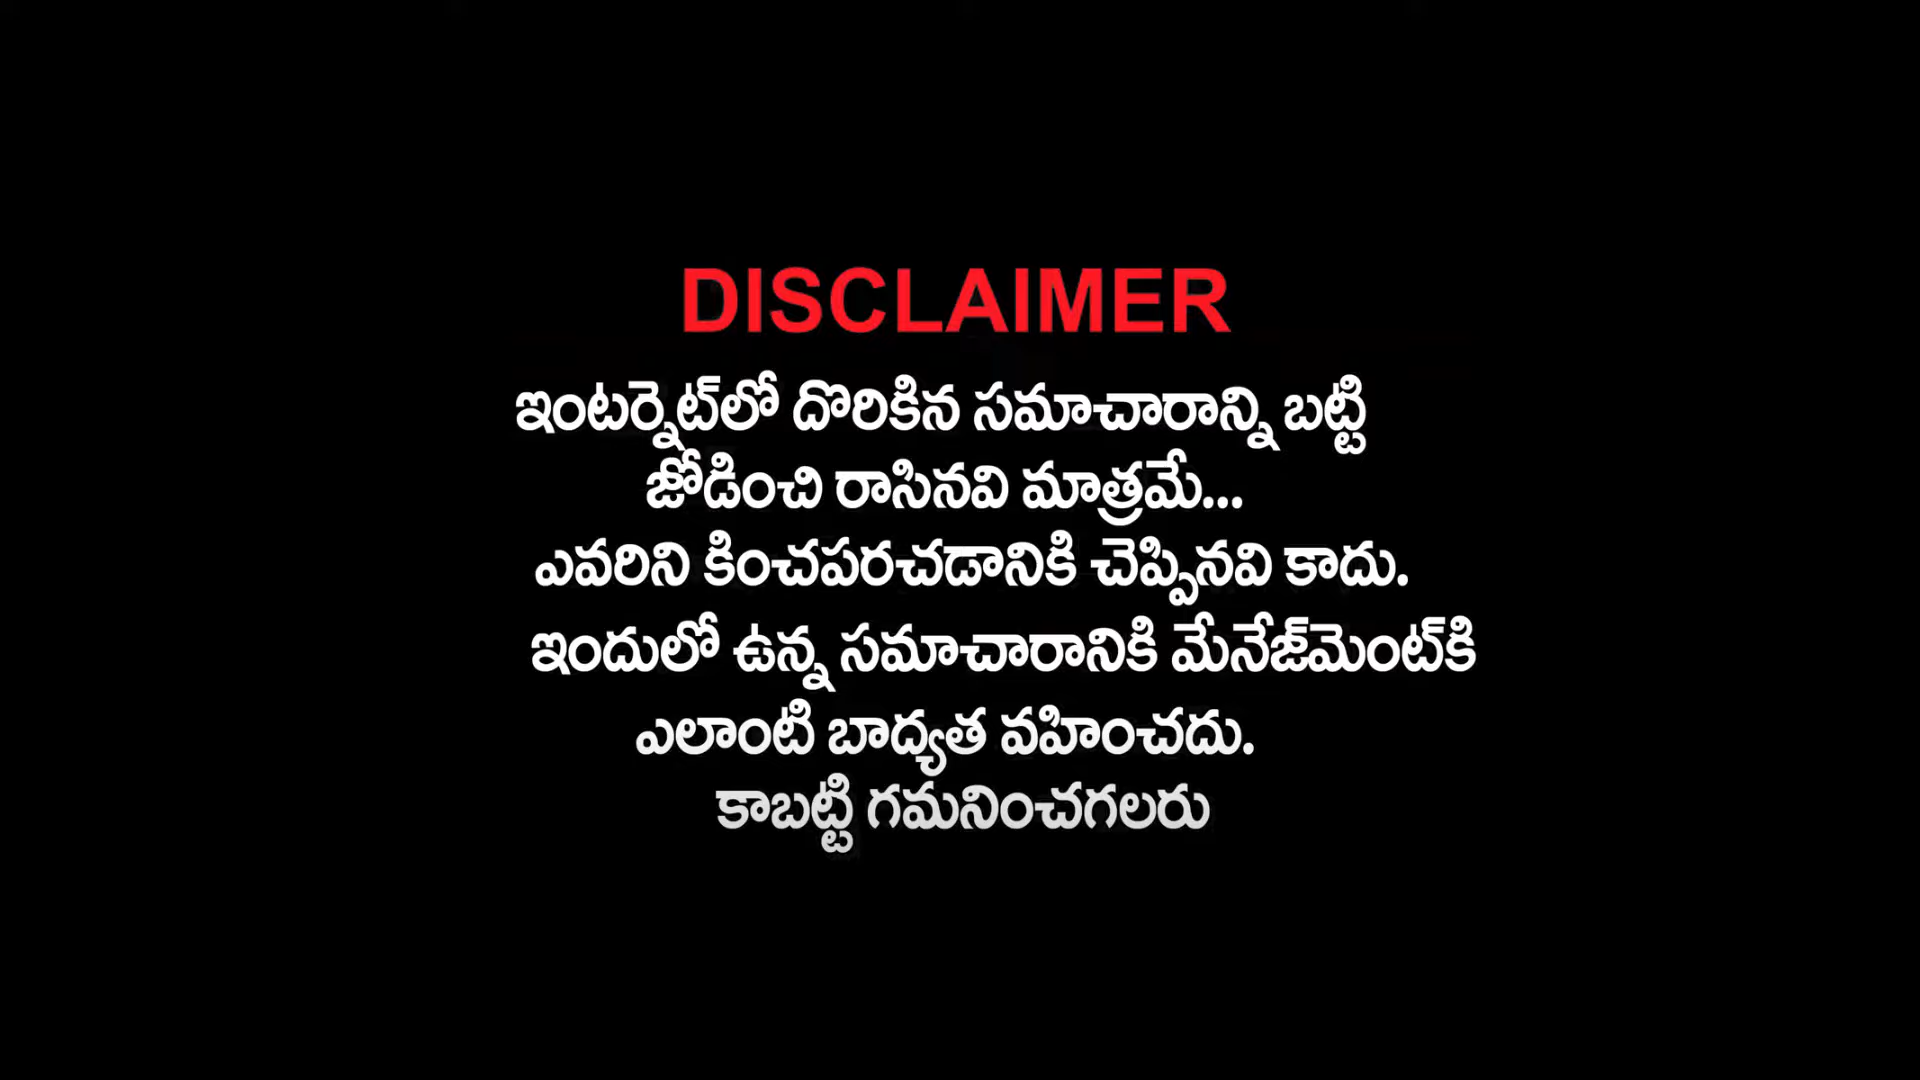 DISCLAIMER
ఇంటర్నెట్‌లో దొరికిన సమాచారాన్ని బట్టి
జోడించి రాసినవి మాత్రమే...
ఎవరిని కించపరచడానికి చెప్పినవి కాదు.
ఇందులో ఉన్న సమాచారానికి మేనేజ్‌మెంట్‌కి
ఎలాంటి బాద్యత వహించదు.
కాబట్టి గమనించగలరు